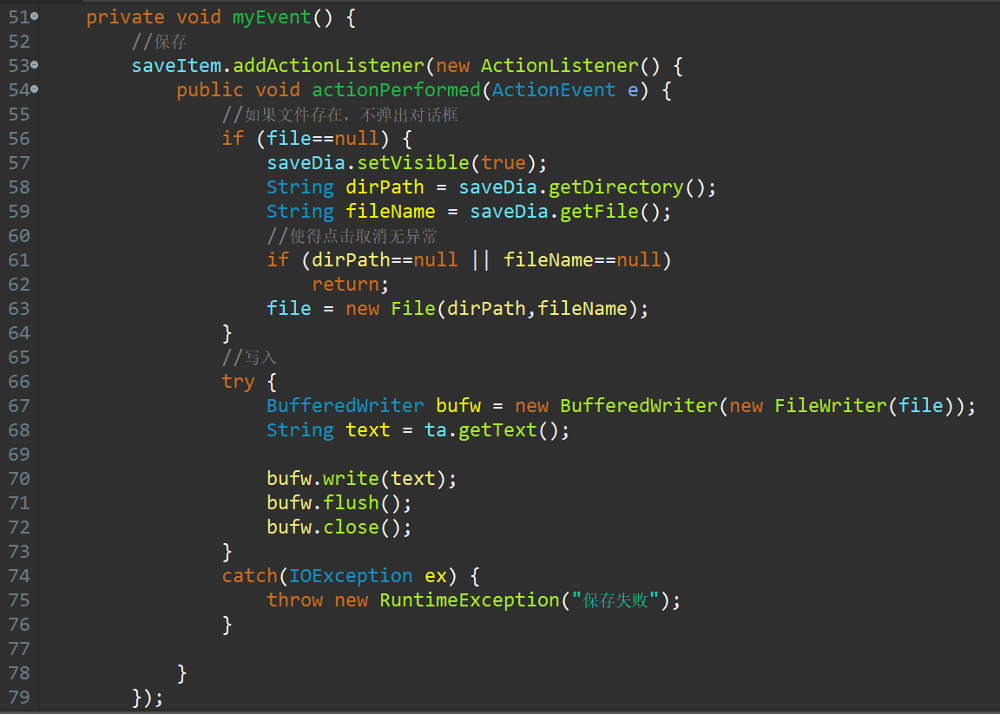 51 private void myEvent() {
52 //保存
53 saveItem.addActionListener(new ActionListener() {
54 public void actionPerformed(ActionEvent e) {
55 //如果文件存在，不弹出对话框
56 if (file==null) {
57 saveDia.setVisible(true);
58 String dirPath = saveDia.getDirectory();
59 String fileName = saveDia.getFile();
60 //使得点击取消无异常
61 if (dirPath==null || fileName==null)
62 return;
63 file = new File(dirPath,fileName);
64 }
65 //写入
66 try {
67 BufferedWriter bufw = new BufferedWriter(new FileWriter(file));
68 String text = ta.getText();
69
70 bufw.write(text);
71 bufw.flush();
72 bufw.close();
73 }
74 catch(IOException ex) {
75 throw new RuntimeException("保存失败");
76 }
77
78 }
79 });